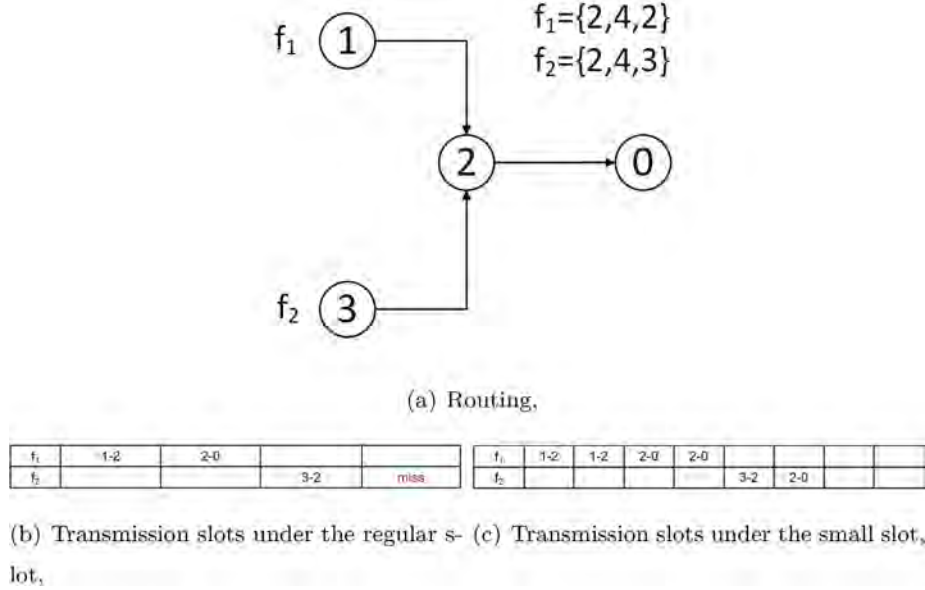 f₁={2,4,2}
f₂={2,4,3}
f₁ 1
2 0
f₂ 3
(a) Routing,
f₁ 1-2 2-0
f₂ 3-2 miss
f₁ 1-2 1-2 2-0 2-0
f₂ 3-2 2-0
(b) Transmission slots under the regular s-
lot,
(c) Transmission slots under the small slot,